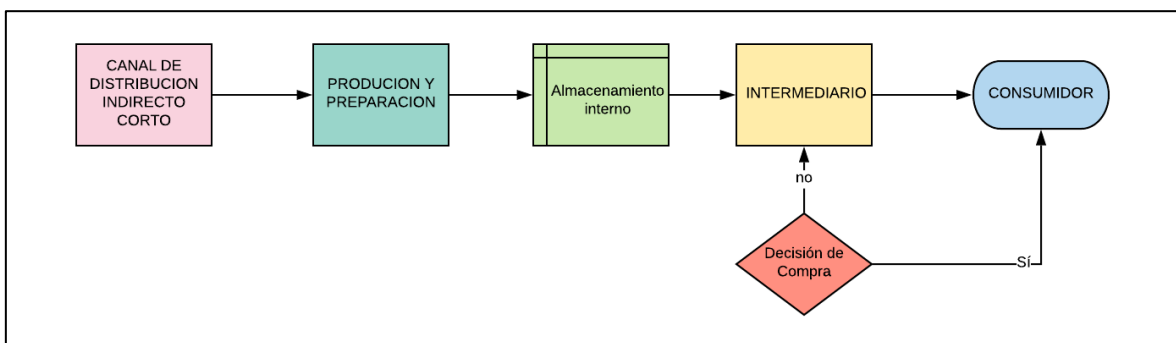 CANAL DE
DISTRIBUCION
INDIRECTO
CORTO
PRODUCION Y
PREPARACION
Almacenamiento
interno
INTERMEDIARIO
CONSUMIDOR
no
Decisión de
Compra
Sí